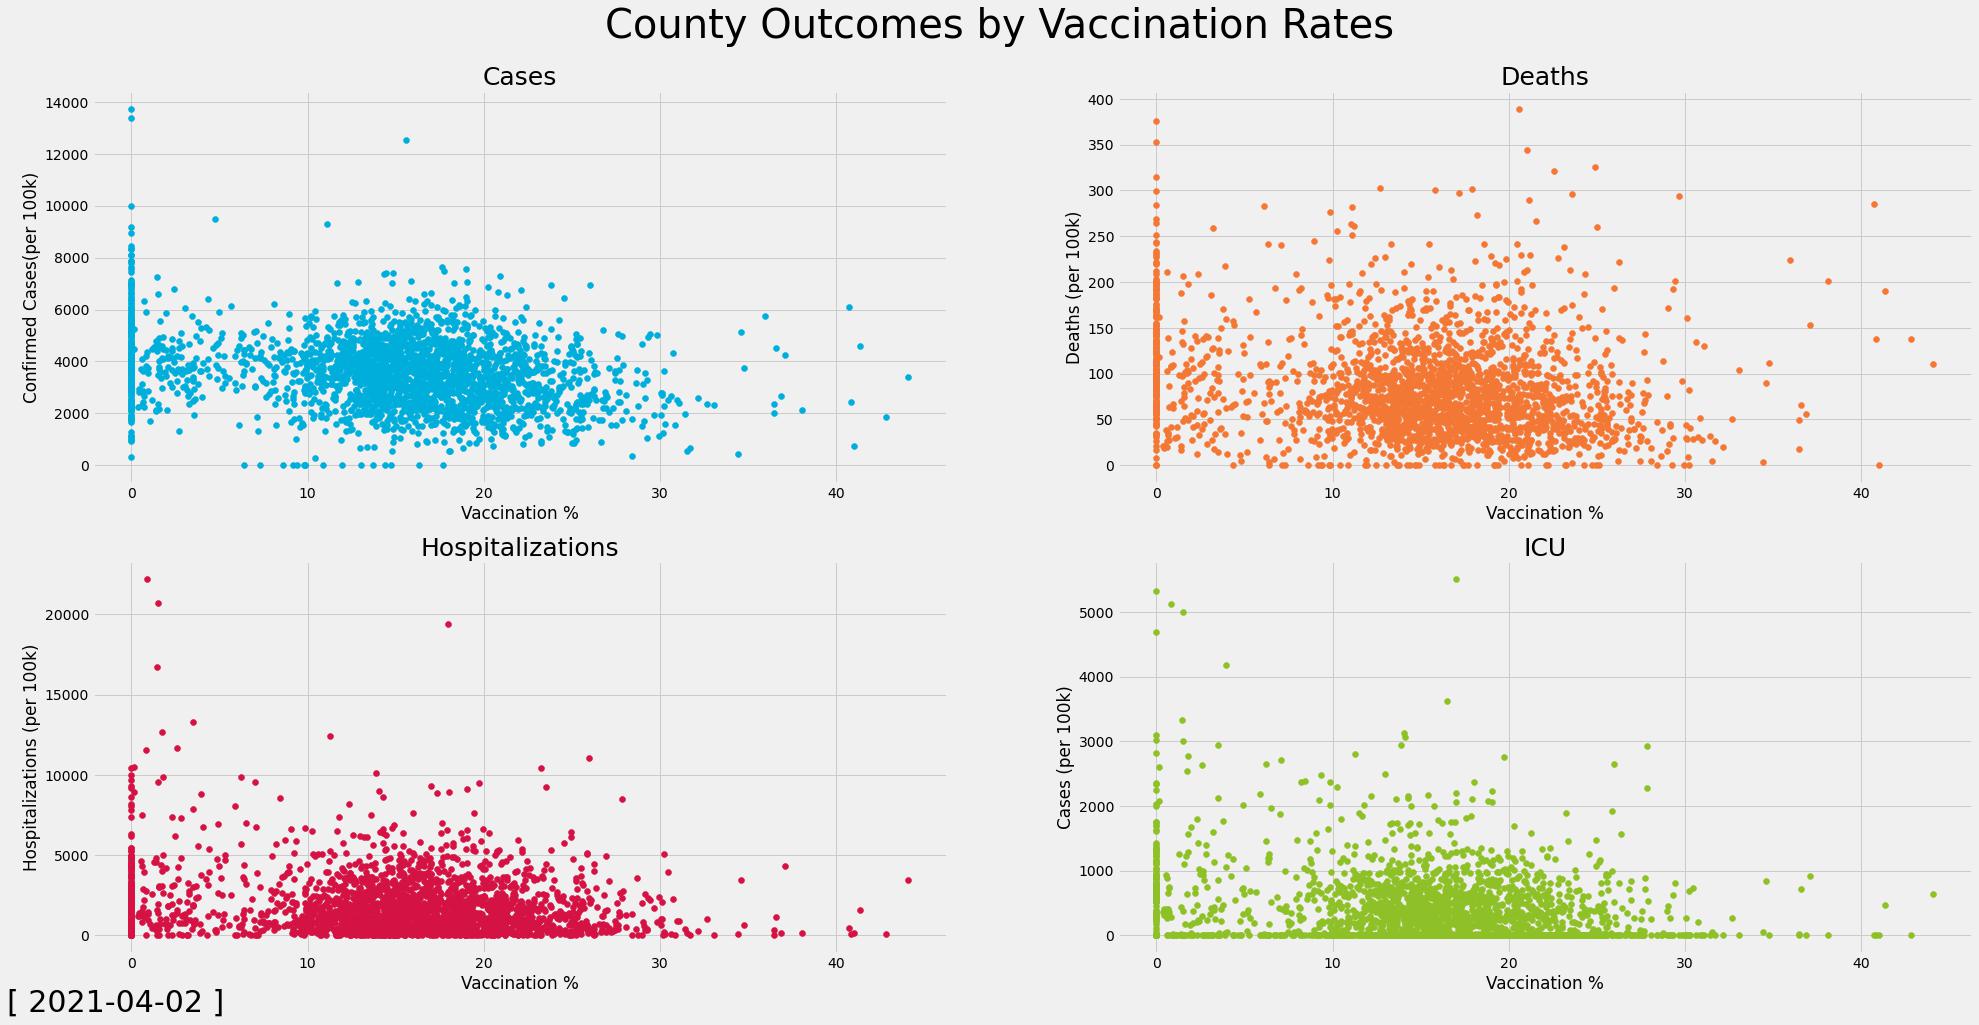 County Outcomes by Vaccination Rates
Cases
14000
12000
10000
8000
6000
4000
2000
0
Confirmed Cases(per 100k)
0 10 20 30 40
Vaccination %
Deaths
400
350
300
250
200
150
100
50
0
Deaths (per 100k)
0 10 20 30 40
Vaccination %
Hospitalizations
20000
15000
10000
5000
0
Hospitalizations (per 100k)
0 10 20 30 40
Vaccination %
ICU
5000
4000
3000
2000
1000
0
Cases (per 100k)
0 10 20 30 40
Vaccination %
[ 2021-04-02 ]